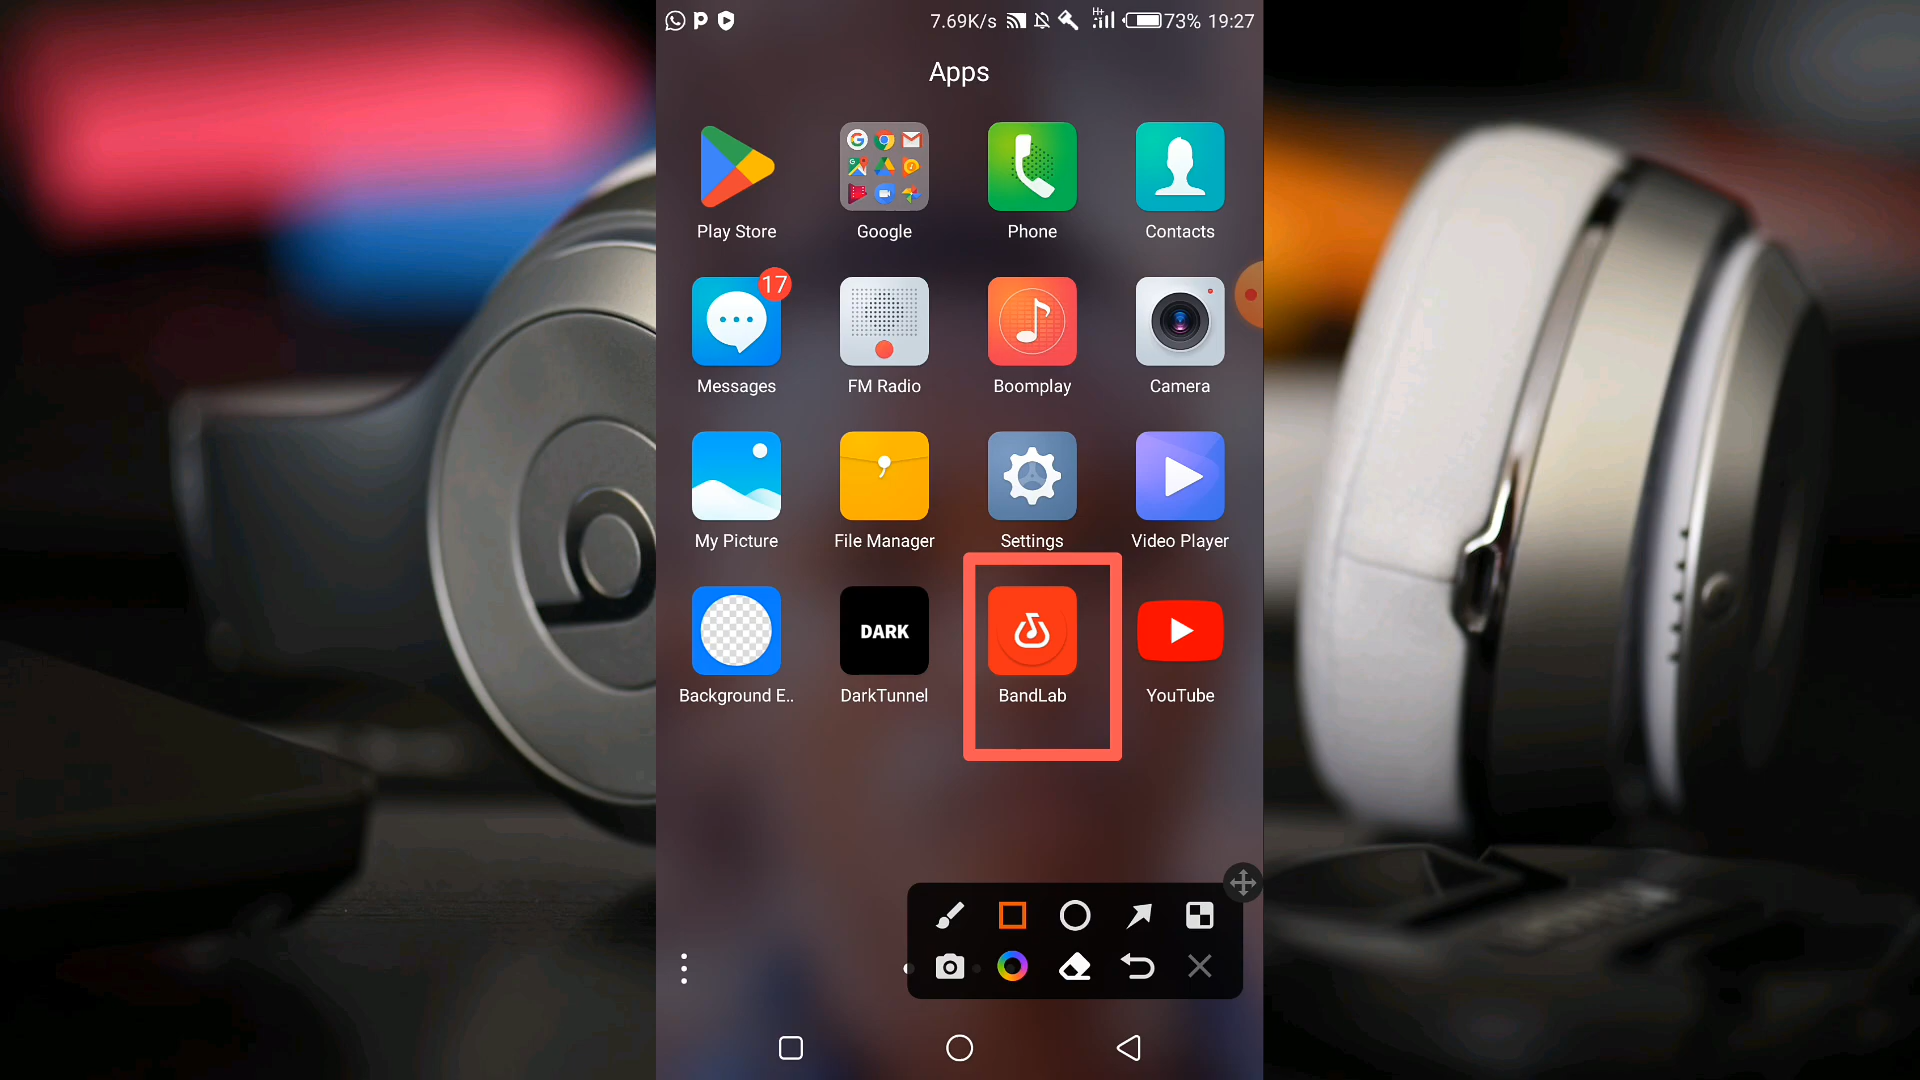 7.69K/s H+ 73% 19:27
Apps
Play Store Google Phone Contacts
17
Messages FM Radio Boomplay Camera
My Picture File Manager Settings Video Player
DARK
Background E.. DarkTunnel BandLab YouTube